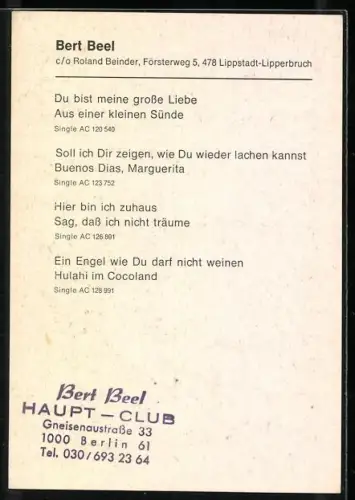 Bert Beel
c/o Roland Beinder, Försterweg 5, 478 Lippstadt-Lipperbruch
Du bist meine große Liebe
Aus einer kleinen Sünde
Single AC 120 540
Soll ich Dir zeigen, wie Du wieder lachen kannst
Buenos Dias, Marguerita
Single AC 123 752
Hier bin ich zuhaus
Sag, daß ich nicht träume
Single AC 126 691
Ein Engel wie Du darf nicht weinen
Hulahi im Cocoland
Single AC 128 991
Bert Beel
HAUPT – CLUB
Gneisenaustraße 33
1000 Berlin 61
Tel. 030/693 23 64